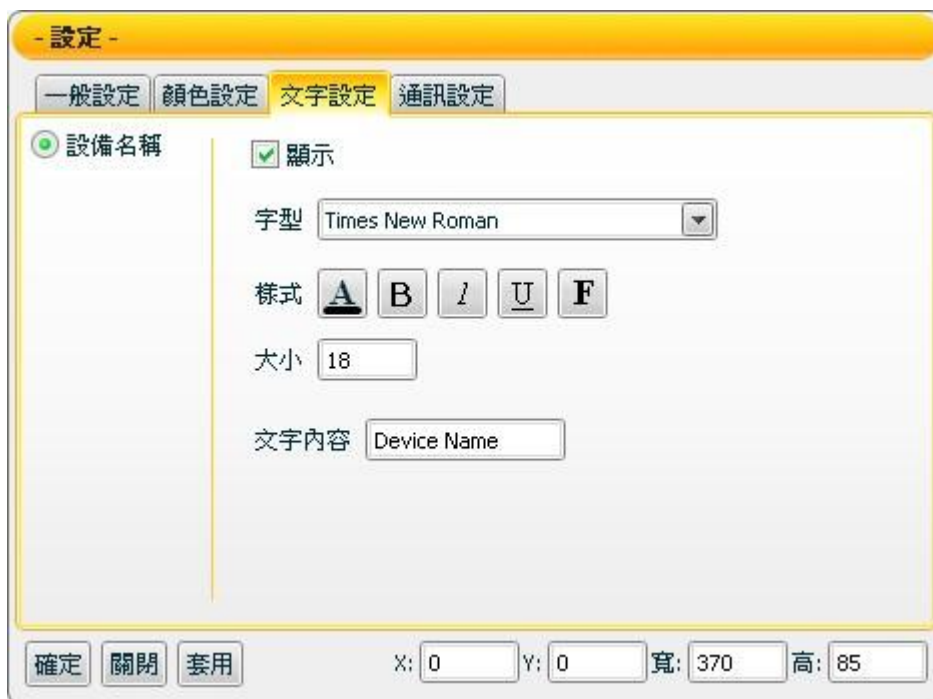 - 設定 -
一般設定 顏色設定 文字設定 通訊設定
設備名稱
顯示
字型 Times New Roman
樣式 A B I U F
大小 18
文字內容 Device Name
確定 關閉 套用 X: 0 Y: 0 寬: 370 高: 85